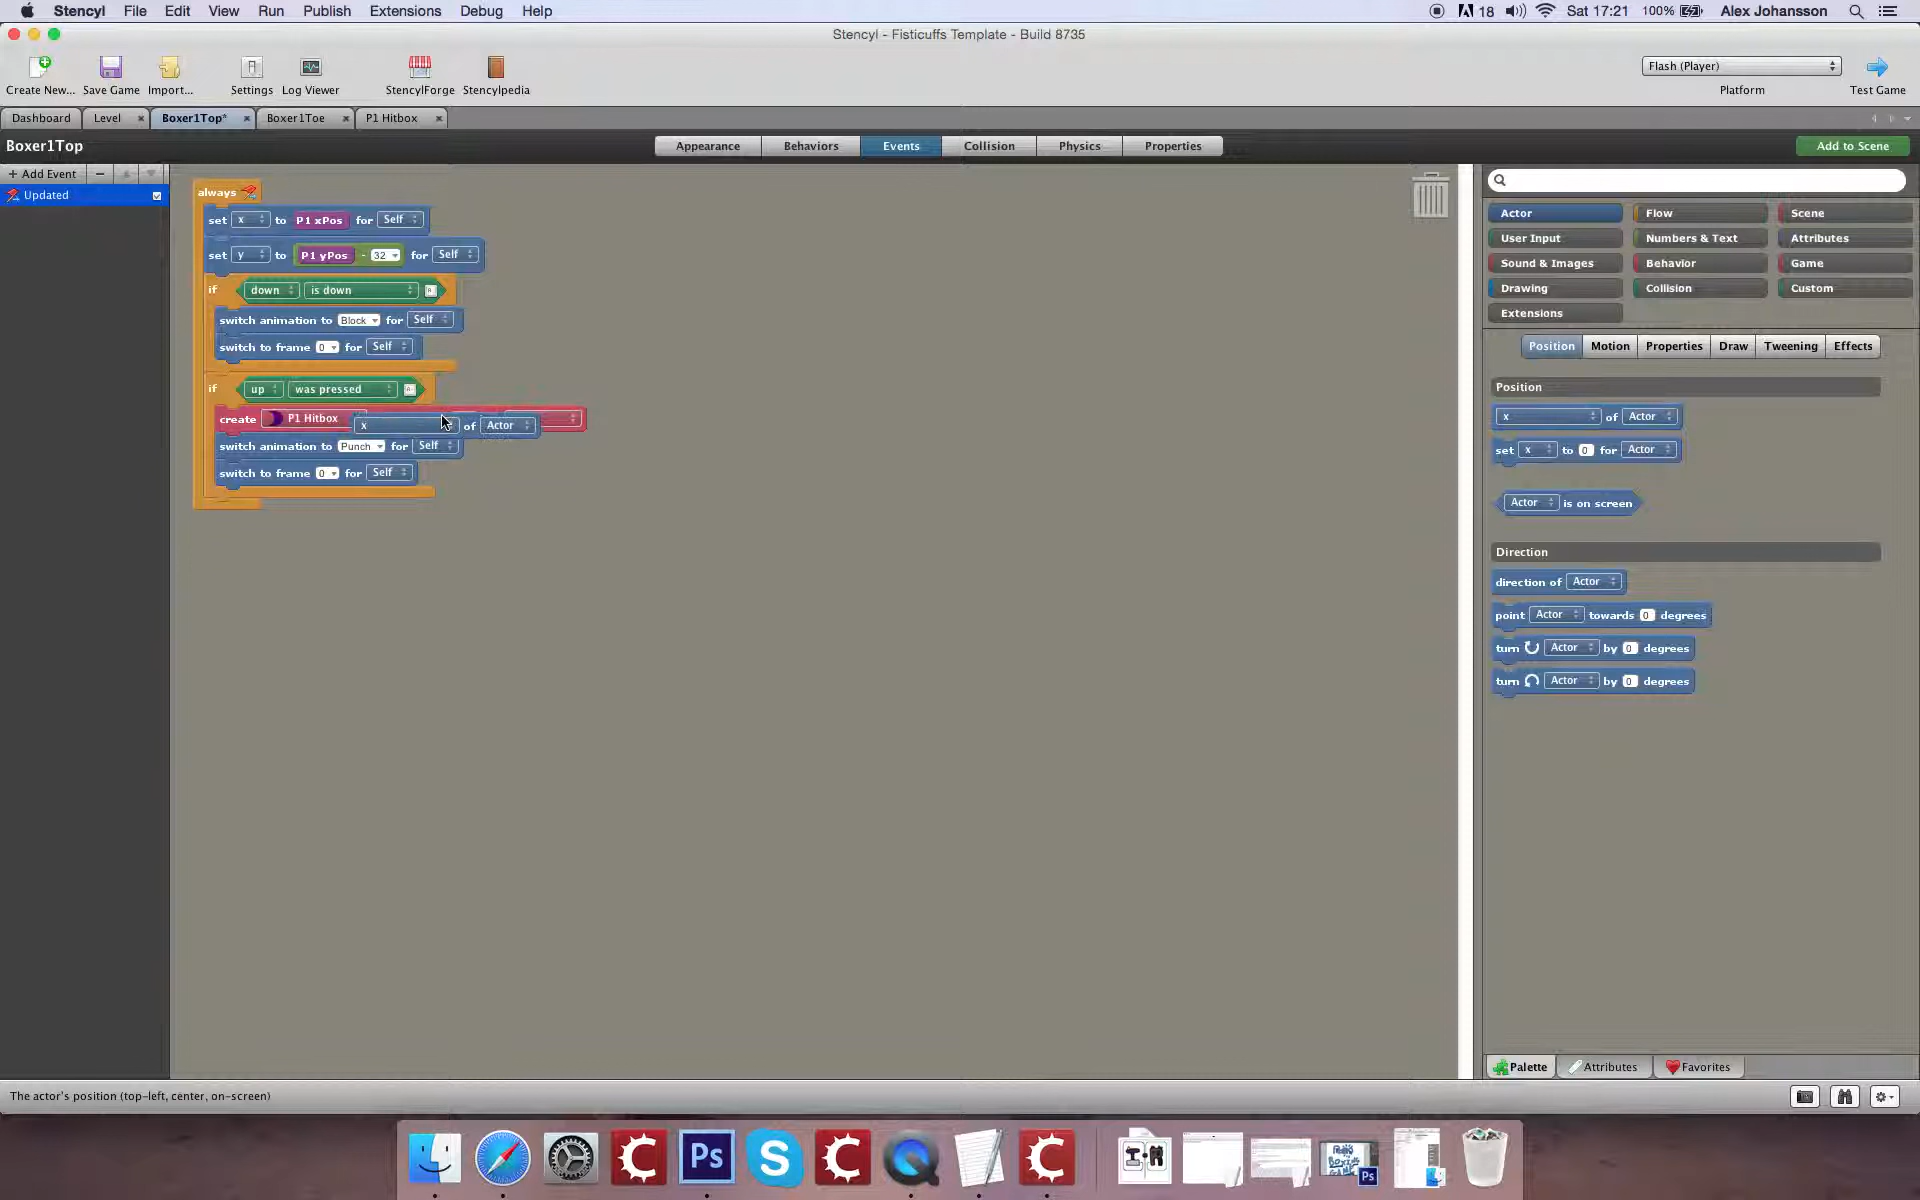 Stencyl File Edit View Run Publish Extensions Debug Help 18 Sat 17:21 100% Alex Johansson
Stencyl - Fisticuffs Template - Build 8735
Create New... Save Game Import... Settings Log Viewer StencylForge Stencylpedia Flash (Player) Platform Test Game
Dashboard Level Boxer1Top* Boxer1Toe P1 Hitbox
Boxer1Top Appearance Behaviors Events Collision Physics Properties Add to Scene
+ Add Event
Updated
always
set x to P1 xPos for Self
set y to P1 yPos - 32 for Self
if down is down
switch animation to Block for Self
switch to frame 0 for Self
if up was pressed
create P1 Hitbox
x of Actor
switch animation to Punch for Self
switch to frame 0 for Self
Actor Flow Scene
User Input Numbers & Text Attributes
Sound & Images Behavior Game
Drawing Collision Custom
Extensions
Position Motion Properties Draw Tweening Effects
Position
x of Actor
set x to 0 for Actor
Actor is on screen
Direction
direction of Actor
point Actor towards 0 degrees
turn Actor by 0 degrees
turn Actor by 0 degrees
Palette Attributes Favorites
The actor's position (top-left, center, on-screen)
Ps
Ps